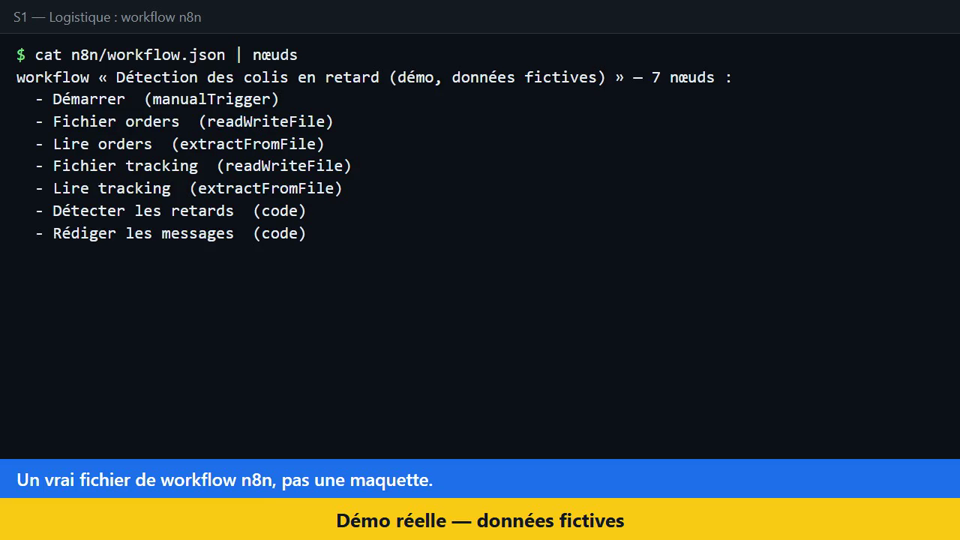 S1 — Logistique : workflow n8n
$ cat n8n/workflow.json | nœuds
workflow « Détection des colis en retard (démo, données fictives) » — 7 nœuds :
- Démarrer (manualTrigger)
- Fichier orders (readWriteFile)
- Lire orders (extractFromFile)
- Fichier tracking (readWriteFile)
- Lire tracking (extractFromFile)
- Détecter les retards (code)
- Rédiger les messages (code)
Un vrai fichier de workflow n8n, pas une maquette.
Démo réelle — données fictives